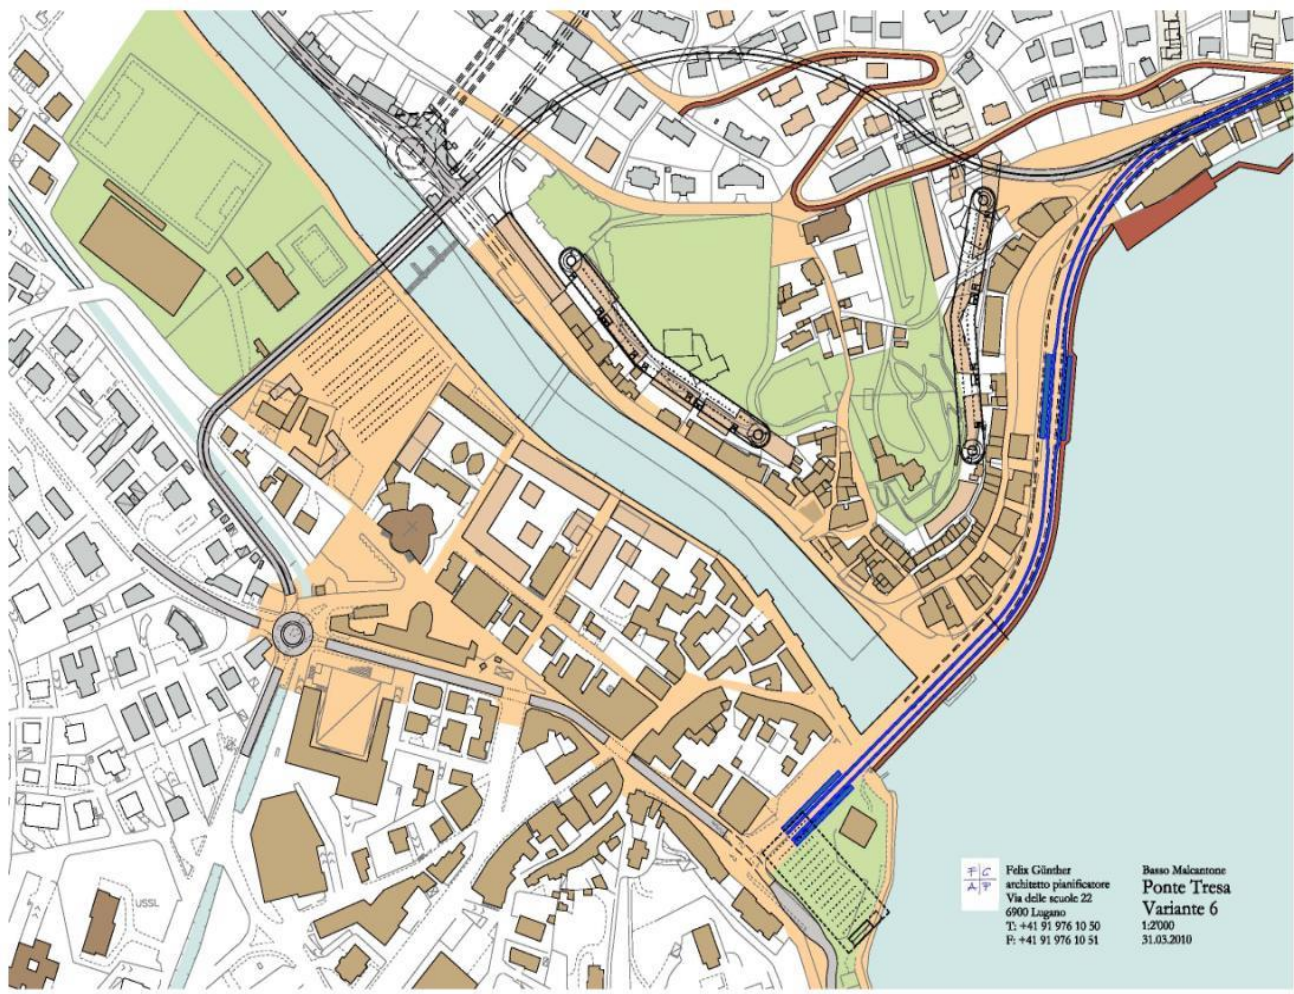 USSL
F C
A P
Felix Günther
architetto pianificatore
Via delle scuole 22
6900 Lugano
T: +41 91 976 10 50
F: +41 91 976 10 51
Basso Malcantone
Ponte Tresa
Variante 6
1:2'000
31.03.2010